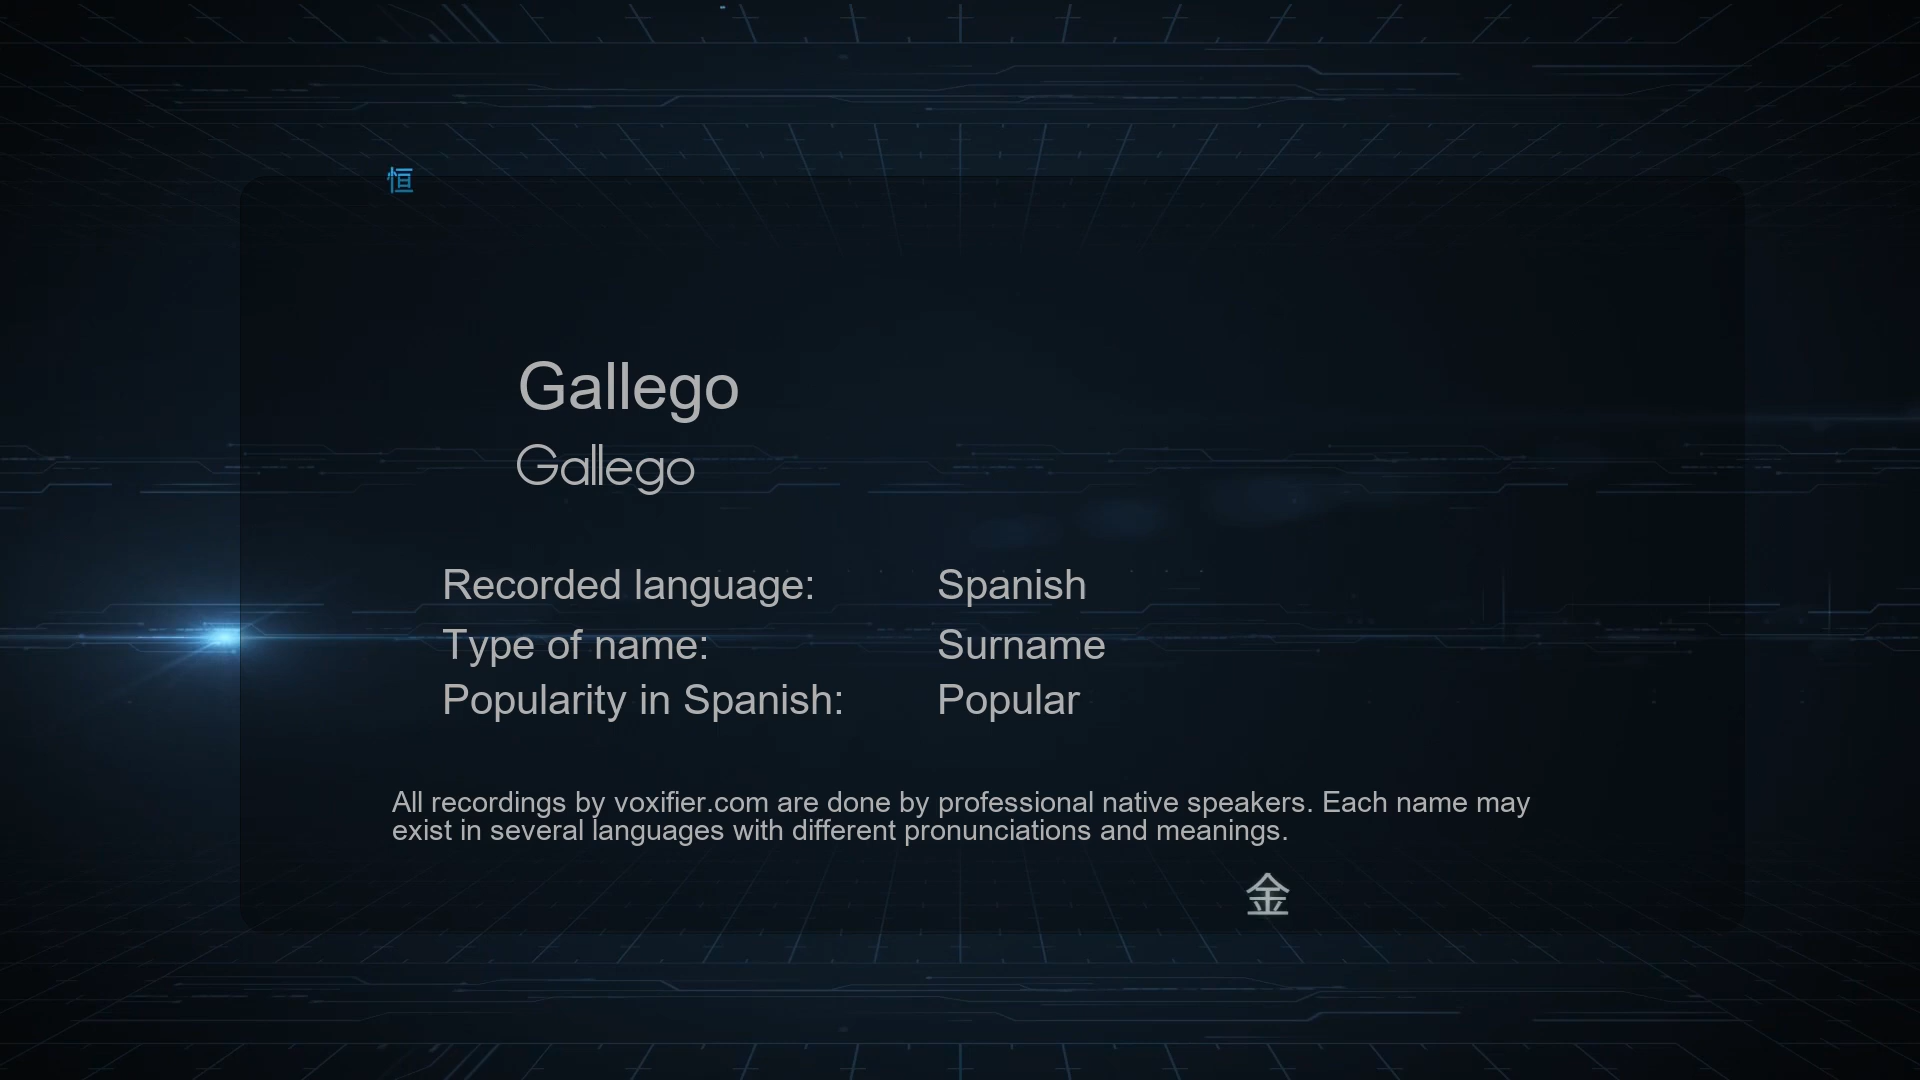 恒
Gallego
Gallego
Recorded language: Spanish
Type of name: Surname
Popularity in Spanish: Popular
All recordings by voxifier.com are done by professional native speakers. Each name may
exist in several languages with different pronunciations and meanings.
金